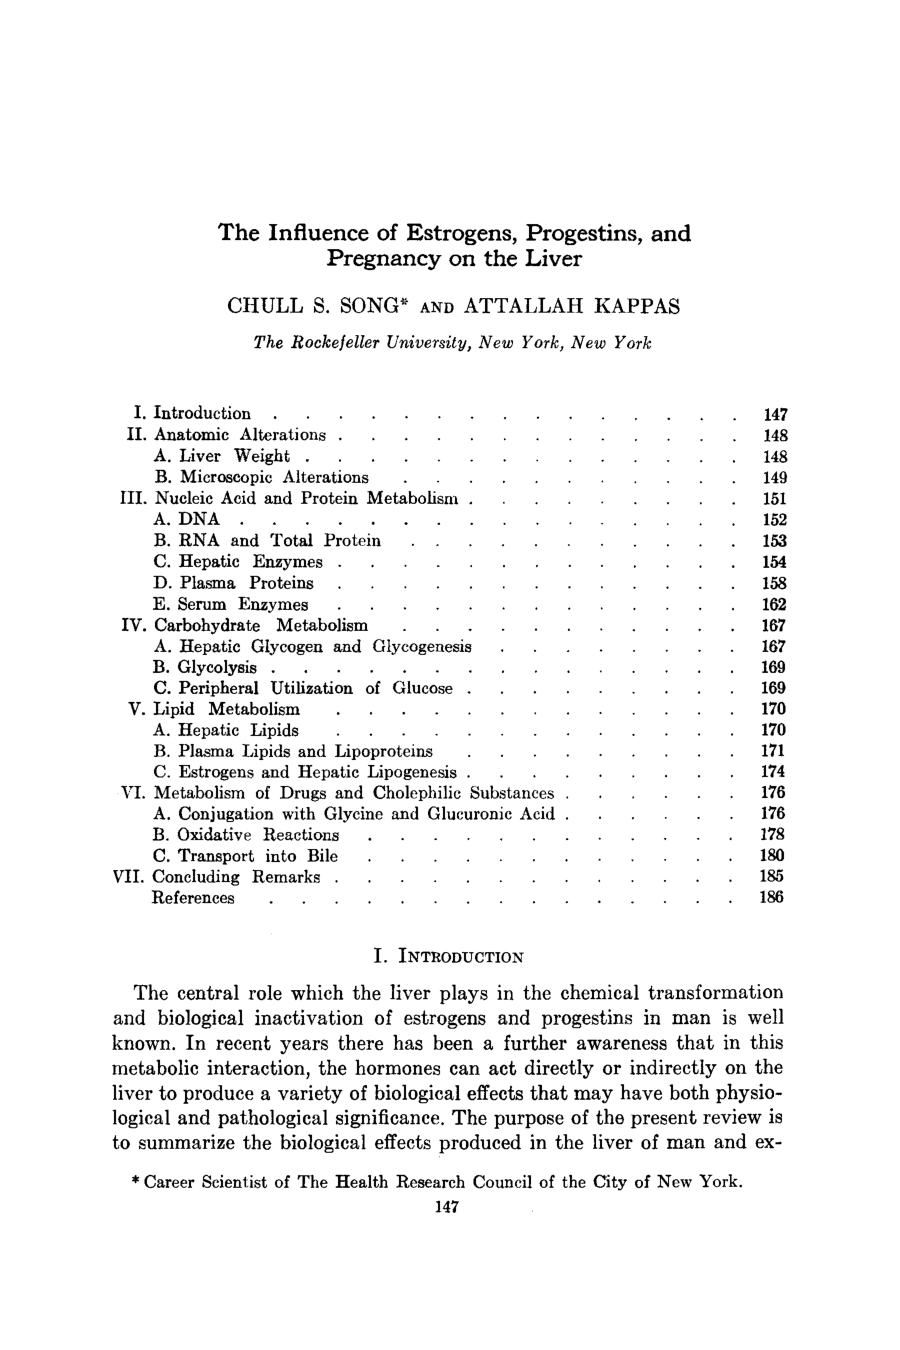 The Influence of Estrogens, Progestins, and
Pregnancy on the Liver
CHULL S. SONG* AND ATTALLAH KAPPAS
The Rockefeller University, New York, New York
I. Introduction . . . . . . . . . . . . . . . 147
II. Anatomic Alterations . . . . . . . . . . . . . 148
A. Liver Weight . . . . . . . . . . . . . . 148
B. Microscopic Alterations . . . . . . . . . . . 149
III. Nucleic Acid and Protein Metabolism . . . . . . . . . 151
A. DNA . . . . . . . . . . . . . . . . 152
B. RNA and Total Protein . . . . . . . . . . . 153
C. Hepatic Enzymes . . . . . . . . . . . . . 154
D. Plasma Proteins . . . . . . . . . . . . . 158
E. Serum Enzymes . . . . . . . . . . . . . 162
IV. Carbohydrate Metabolism . . . . . . . . . . . 167
A. Hepatic Glycogen and Glycogenesis . . . . . . . . 167
B. Glycolysis . . . . . . . . . . . . . . . 169
C. Peripheral Utilization of Glucose . . . . . . . . . 169
V. Lipid Metabolism . . . . . . . . . . . . . 170
A. Hepatic Lipids . . . . . . . . . . . . . 170
B. Plasma Lipids and Lipoproteins . . . . . . . . . 171
C. Estrogens and Hepatic Lipogenesis . . . . . . . . . 174
VI. Metabolism of Drugs and Cholephilic Substances . . . . . . 176
A. Conjugation with Glycine and Glucuronic Acid . . . . . . 176
B. Oxidative Reactions . . . . . . . . . . . . 178
C. Transport into Bile . . . . . . . . . . . . 180
VII. Concluding Remarks . . . . . . . . . . . . . 185
References . . . . . . . . . . . . . . . 186
I. INTRODUCTION
The central role which the liver plays in the chemical transformation
and biological inactivation of estrogens and progestins in man is well
known. In recent years there has been a further awareness that in this
metabolic interaction, the hormones can act directly or indirectly on the
liver to produce a variety of biological effects that may have both physio-
logical and pathological significance. The purpose of the present review is
to summarize the biological effects produced in the liver of man and ex-
* Career Scientist of The Health Research Council of the City of New York.
147